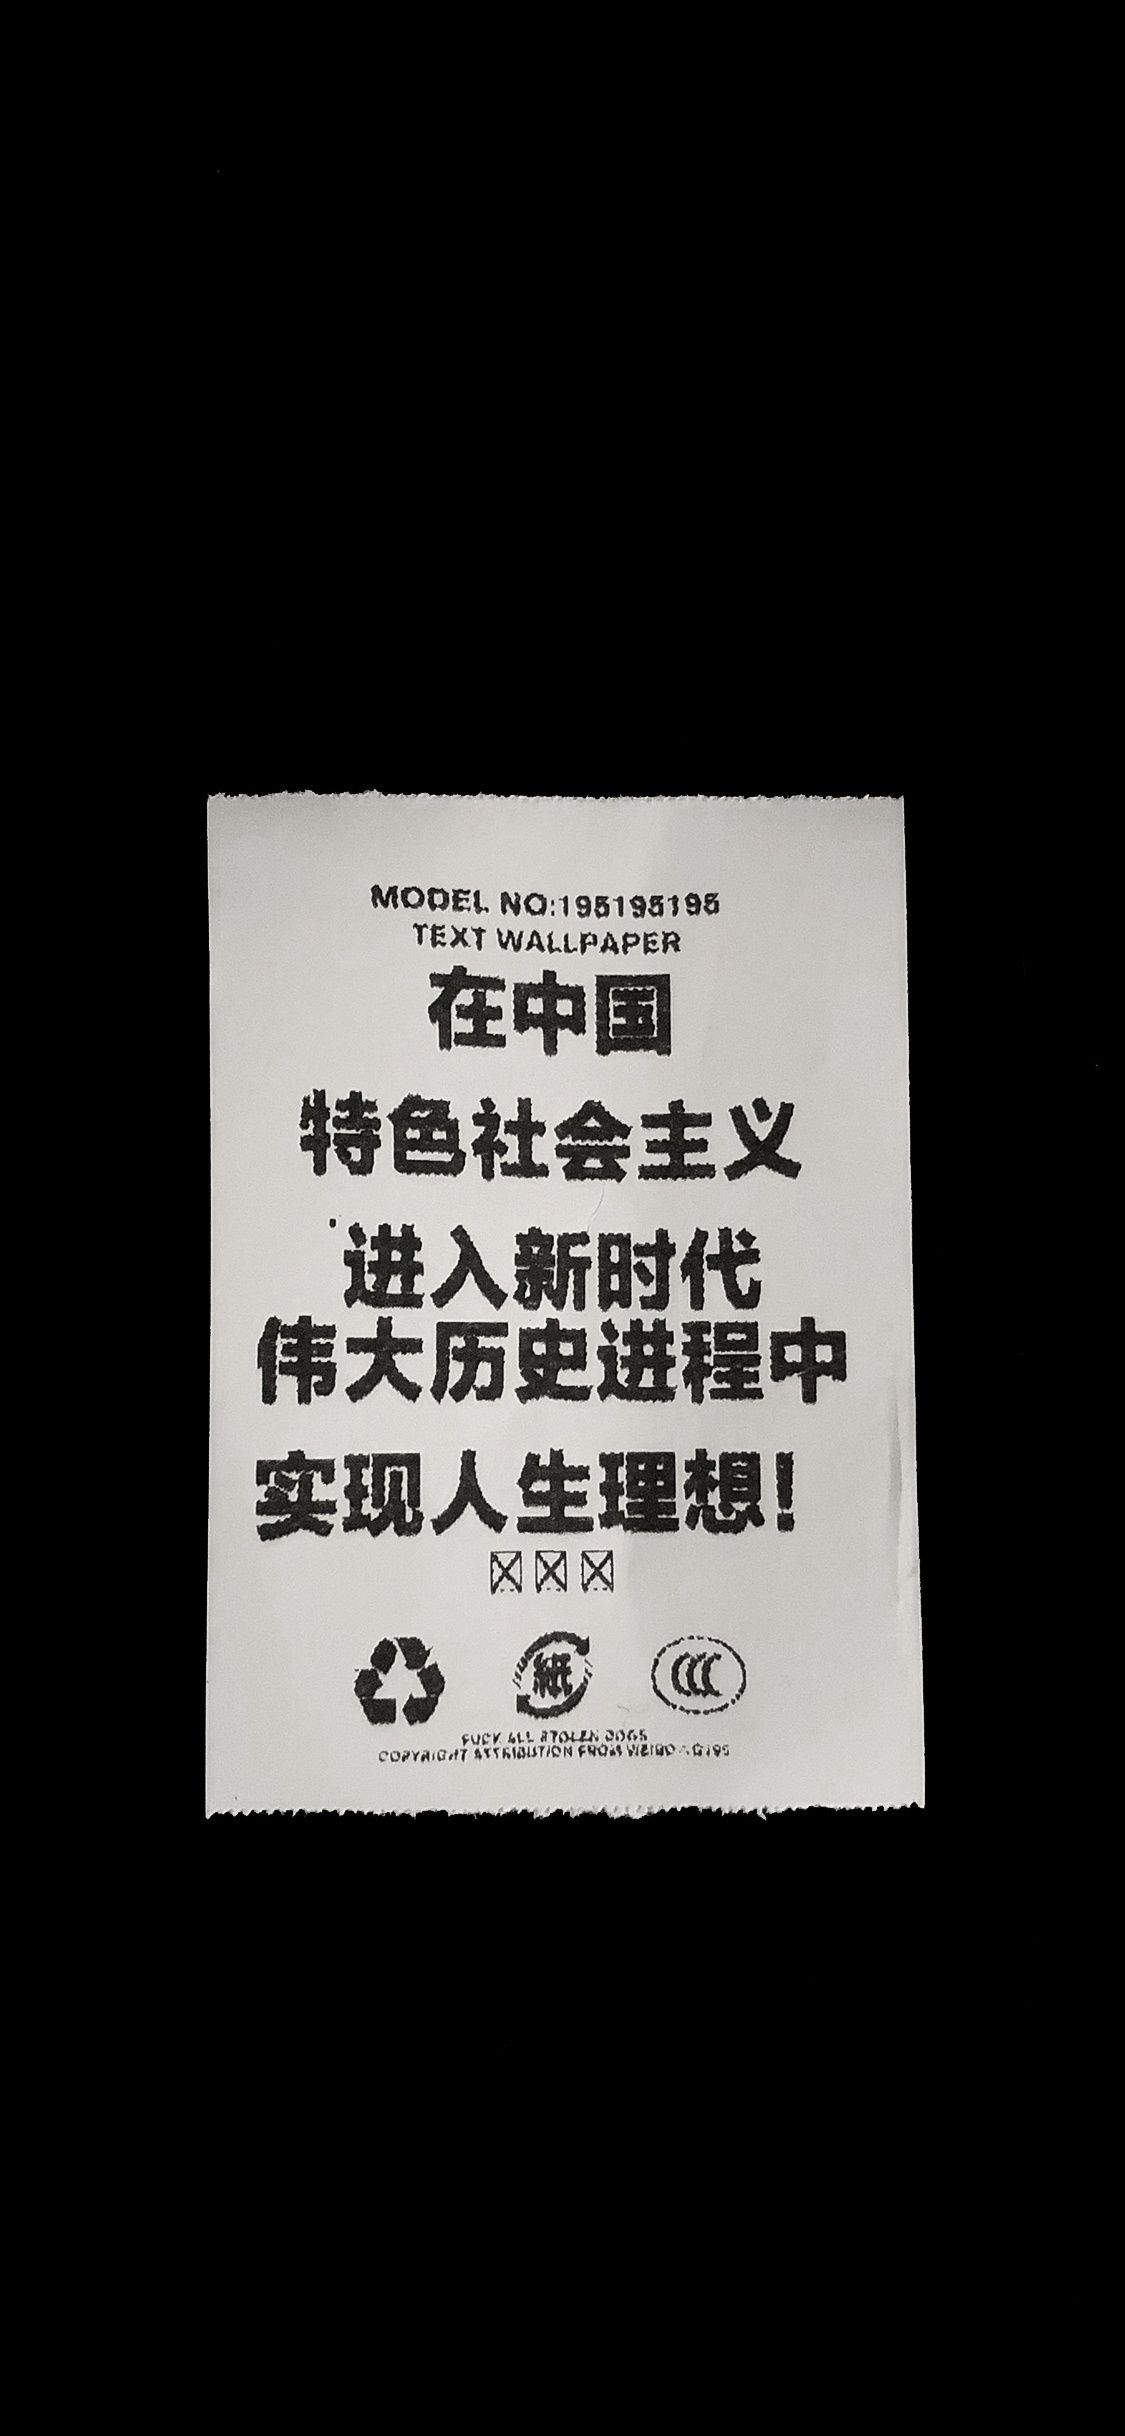 MODEL NO:195195195
TEXT WALLPAPER
在中国
特色社会主义
进入新时代
伟大历史进程中
实现人生理想!
紙
CCC
FUCK ALL STOLEN DOGS
COPYRIGHT ATTRIBUTION FROM WEIBO